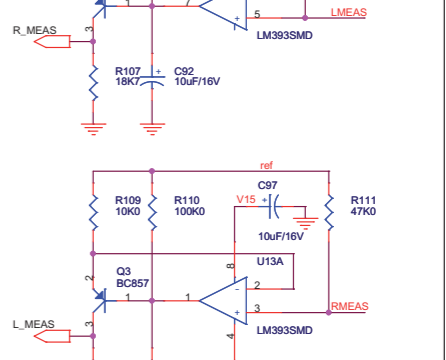 1
7
5
LMEAS
3
LM393SMD
R_MEAS
R107
18K7
C92
10uF/16V
ref
C97
R109
10K0
R110
100K0
V15
R111
47K0
10uF/16V
8
U13A
Q3
BC857
2
1
1
2
3
RMEAS
L_MEAS
3
4
LM393SMD